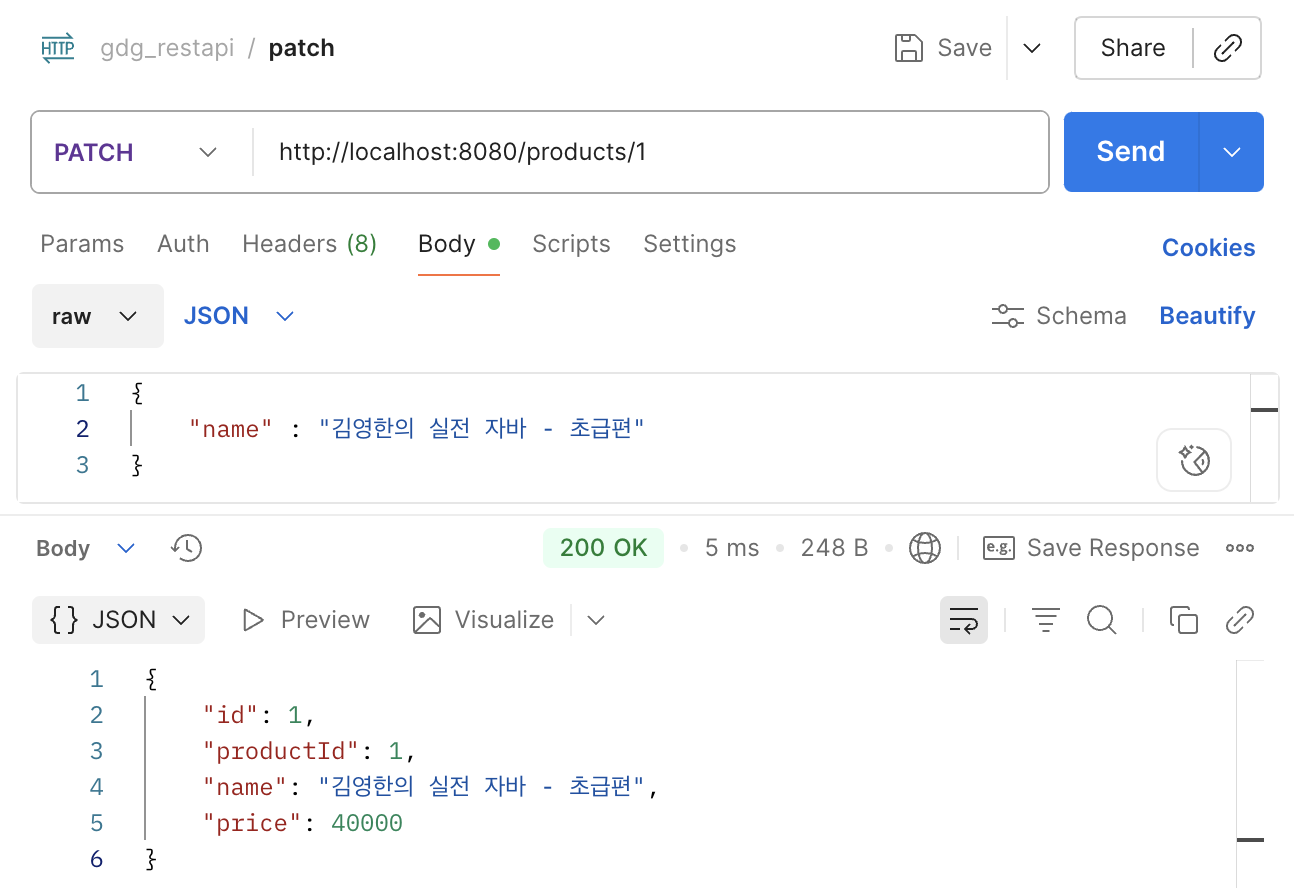 HTTP gdg_restapi / patch Save Share
PATCH http://localhost:8080/products/1 Send
Params Auth Headers (8) Body Scripts Settings Cookies
raw JSON Schema Beautify
1 {
2 "name" : "김영한의 실전 자바 - 초급편"
3 }
Body 200 OK 5 ms 248 B e.g. Save Response
{} JSON Preview Visualize
1 {
2 "id": 1,
3 "productId": 1,
4 "name": "김영한의 실전 자바 - 초급편",
5 "price": 40000
6 }